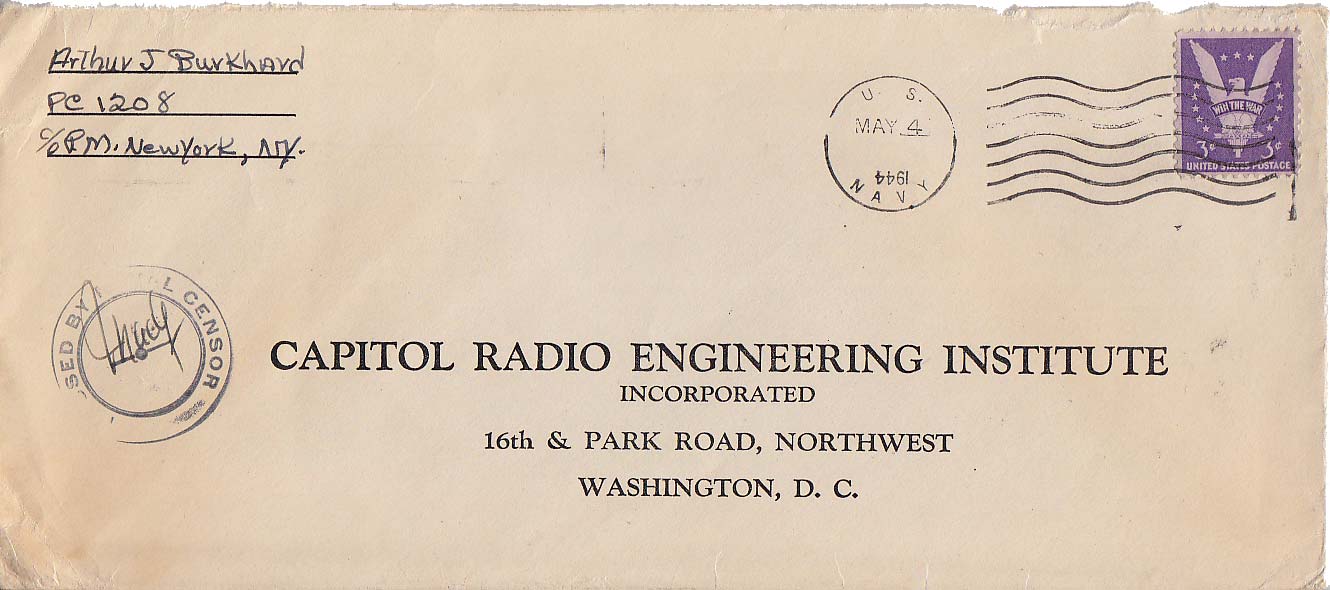 Arthur J Burkhard
PC 1208
c/o P.M. New York, NY.
U. S.
MAY 4
1944
NAVY
WIN THE WAR
3¢ 3¢
UNITED STATES POSTAGE
SED BY L CENSOR
CAPITOL RADIO ENGINEERING INSTITUTE
INCORPORATED
16th & PARK ROAD, NORTHWEST
WASHINGTON, D. C.